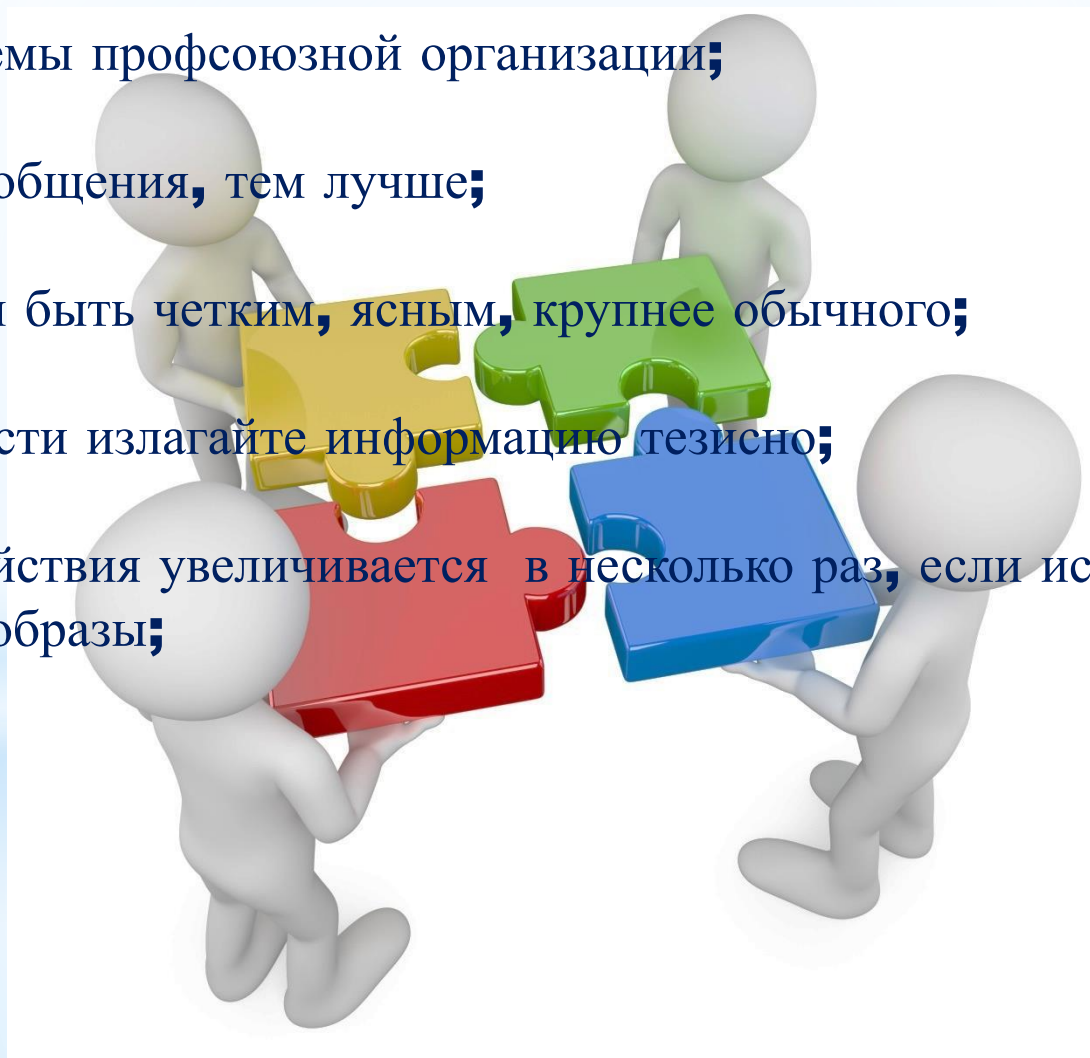 емы профсоюзной организации;
общения, тем лучше;
быть четким, ясным, крупнее обычного;
сти излагайте информацию тезисно;
йствия увеличивается в несколько раз, если ис
образы;